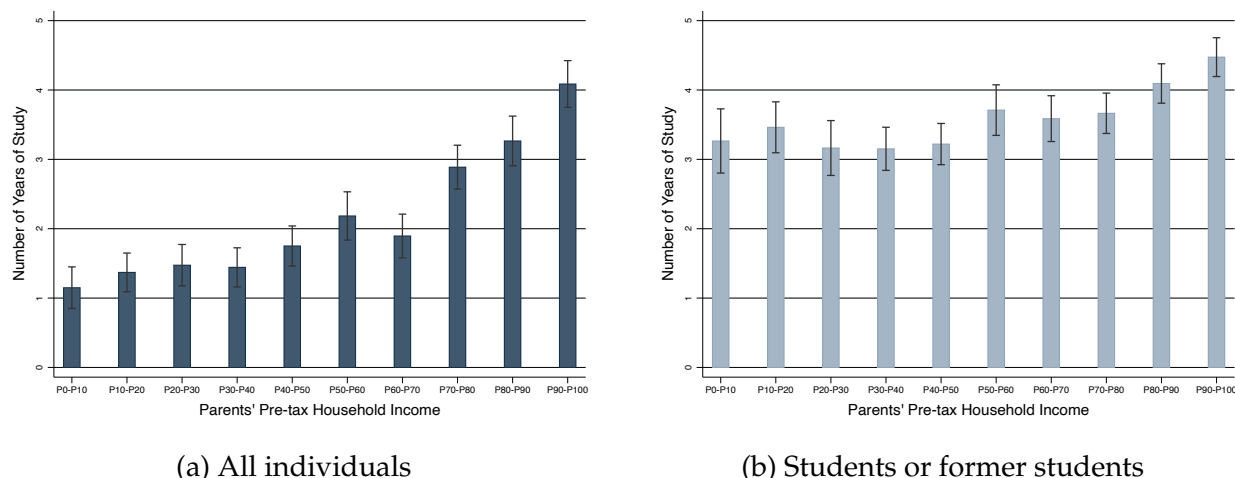 Number of Years of Study
5
4
3
2
1
0
P0-P10 P10-P20 P20-P30 P30-P40 P40-P50 P50-P60 P60-P70 P70-P80 P80-P90 P90-P100
Parents' Pre-tax Household Income
(a) All individuals
Number of Years of Study
5
4
3
2
1
0
P0-P10 P10-P20 P20-P30 P30-P40 P40-P50 P50-P60 P60-P70 P70-P80 P80-P90 P90-P100
Parents' Pre-tax Household Income
(b) Students or former students